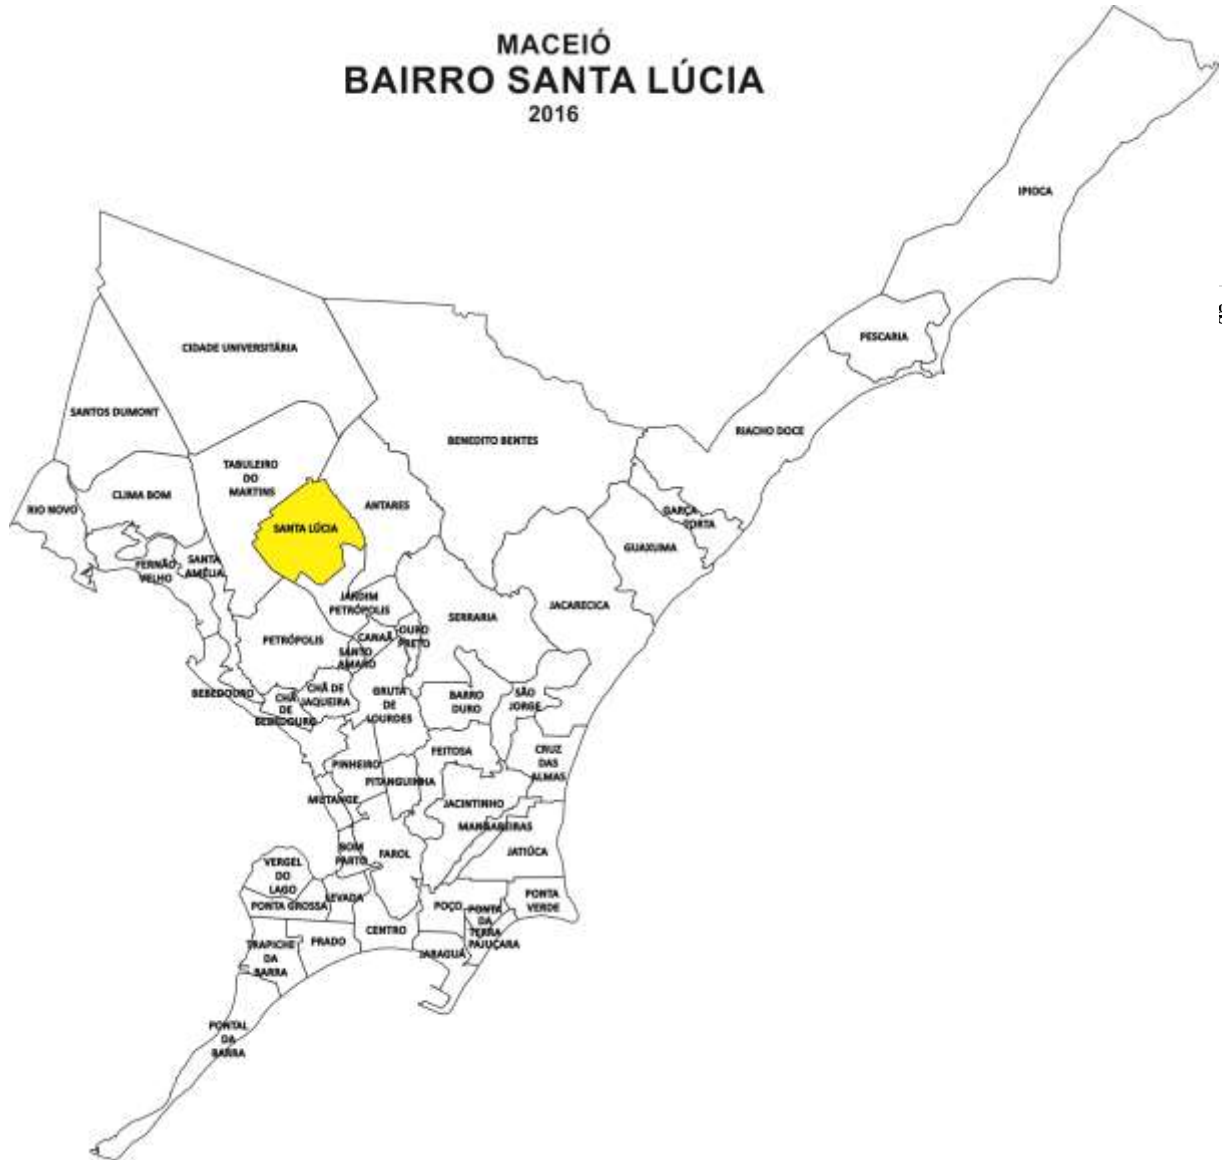 MACEIÓ
BAIRRO SANTA LÚCIA
2016
IPIOCA
PESCARIA
CIDADE UNIVERSITÁRIA
SANTOS DUMONT
RIACHO DOCE
BENEDITO BENTES
TABULEIRO
DO
MARTINS
CLIMA BOM
RIO NOVO
ANTARES
GARÇA
TORTA
SANTA LÚCIA
GUAXUMA
FERNÃO
VELHO
SANTA
AMÉLIA
JARDIM
PETRÓPOLIS
JACARECICA
SERRARIA
PETRÓPOLIS
CANAÃ
OURO
PRETO
SANTO
AMARO
BEBEDOURO
CHÃ
DE
BEBEDOURO
CHÃ DE
JAQUEIRA
GRUTA
DE
LOURDES
BARRO
DURO
SÃO
JORGE
FEITOSA
CRUZ
DAS
ALMAS
PINHEIRO
PITANGUINHA
MUTANGE
JACINTINHO
MANGABEIRAS
JATIÚCA
BOM
PARTO
FAROL
VERGEL
DO
LAGO
PONTA GROSSA
LEVADA
POÇO
PONTA
DA
TERRA
PONTA
VERDE
PAJUÇARA
CENTRO
PRADO
TRAPICHE
DA
BARRA
JARAGUÁ
PONTAL
DA
BARRA